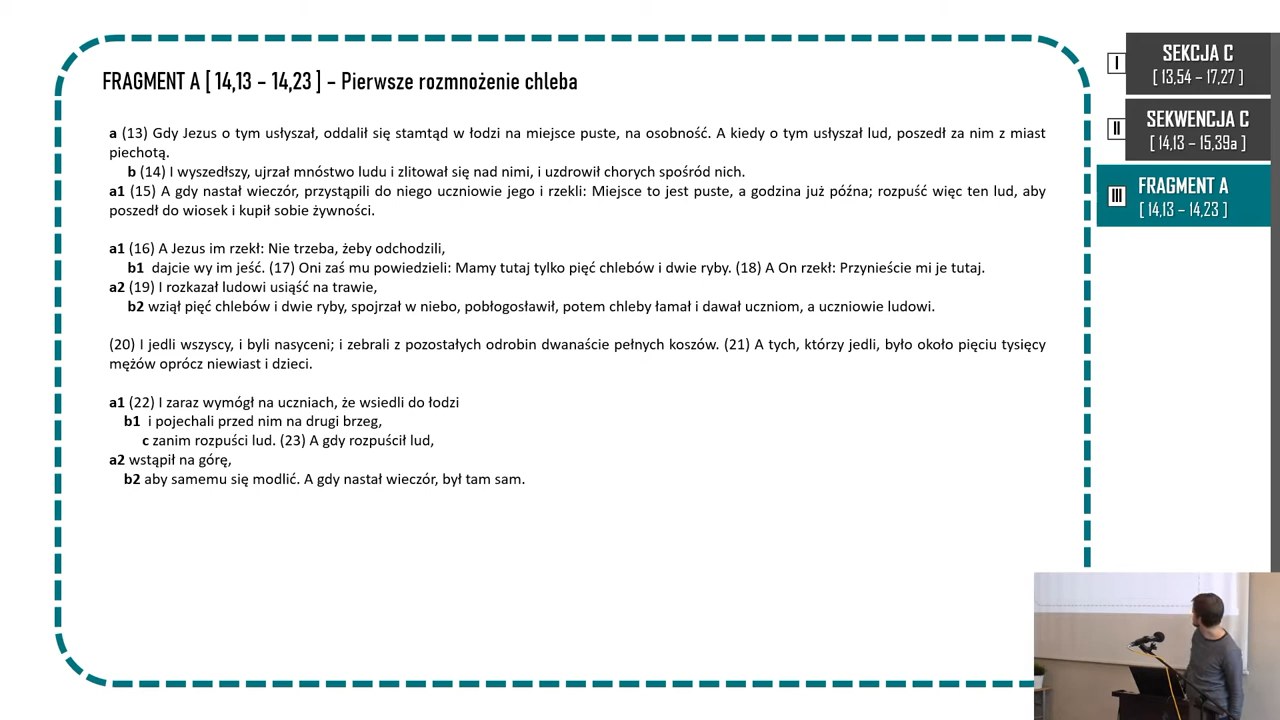 FRAGMENT A [ 14,13 – 14,23 ] – Pierwsze rozmnożenie chleba
a (13) Gdy Jezus o tym usłyszał, oddalił się stamtąd w łodzi na miejsce puste, na osobność. A kiedy o tym usłyszał lud, poszedł za nim z miast
piechotą.
b (14) I wyszedłszy, ujrzał mnóstwo ludu i zlitował się nad nimi, i uzdrowił chorych spośród nich.
a1 (15) A gdy nastał wieczór, przystąpili do niego uczniowie jego i rzekli: Miejsce to jest puste, a godzina już późna; rozpuść więc ten lud, aby
poszedł do wiosek i kupił sobie żywności.
a1 (16) A Jezus im rzekł: Nie trzeba, żeby odchodzili,
b1 dajcie wy im jeść. (17) Oni zaś mu powiedzieli: Mamy tutaj tylko pięć chlebów i dwie ryby. (18) A On rzekł: Przynieście mi je tutaj.
a2 (19) I rozkazał ludowi usiąść na trawie,
b2 wziął pięć chlebów i dwie ryby, spojrzał w niebo, pobłogosławił, potem chleby łamał i dawał uczniom, a uczniowie ludowi.
(20) I jedli wszyscy, i byli nasyceni; i zebrali z pozostałych odrobin dwanaście pełnych koszów. (21) A tych, którzy jedli, było około pięciu tysięcy
mężów oprócz niewiast i dzieci.
a1 (22) I zaraz wymógł na uczniach, że wsiedli do łodzi
b1 i pojechali przed nim na drugi brzeg,
c zanim rozpuści lud. (23) A gdy rozpuścił lud,
a2 wstąpił na górę,
b2 aby samemu się modlić. A gdy nastał wieczór, był tam sam.
I
SEKCJA C
[ 13,54 – 17,27 ]
II
SEKWENCJA C
[ 14,13 – 15,39a ]
III
FRAGMENT A
[ 14,13 – 14,23 ]